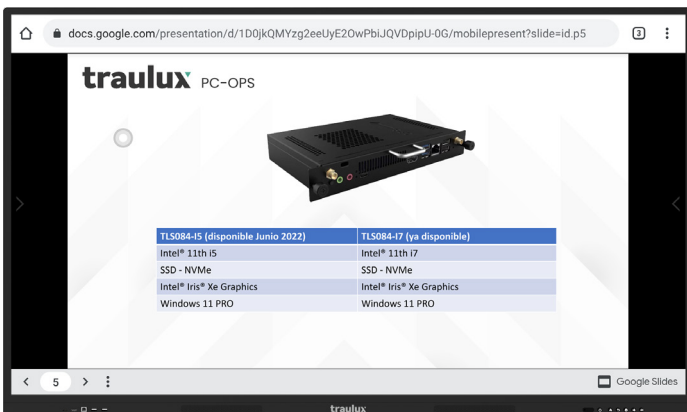 docs.google.com/presentation/d/1D0jkQMYzg2eeUyE2OwPbiJQVDpipU-0G/mobilepresent?slide=id.p5
3
traulux PC-OPS
TLS084-I5 (disponible Junio 2022) TLS084-I7 (ya disponible)
Intel® 11th i5 Intel® 11th i7
SSD - NVMe SSD - NVMe
Intel® Iris® Xe Graphics Intel® Iris® Xe Graphics
Windows 11 PRO Windows 11 PRO
5
Google Slides
traulux